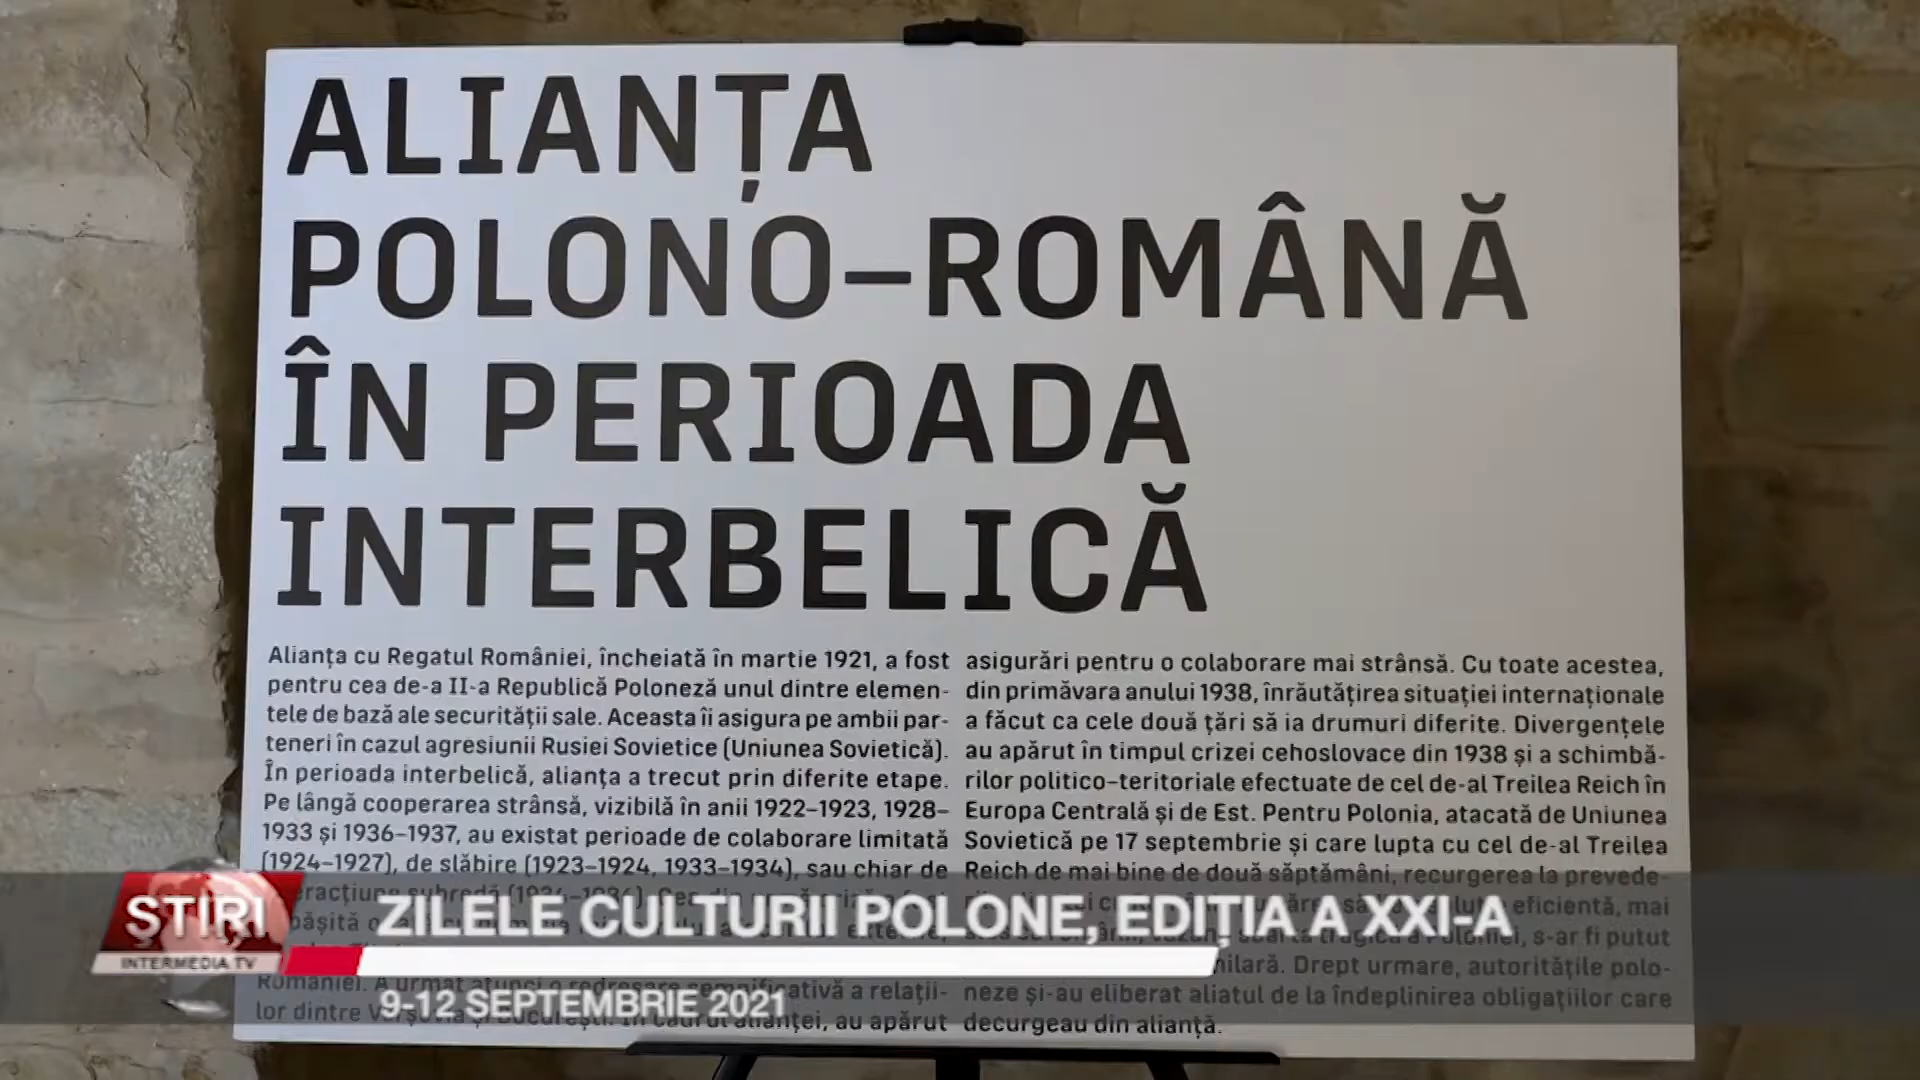 ALIANȚA
POLONO–ROMÂNĂ
ÎN PERIOADA
INTERBELICĂ
Alianța cu Regatul României, încheiată în martie 1921, a fost
pentru cea de-a II-a Republică Poloneză unul dintre elemen-
tele de bază ale securității sale. Aceasta îi asigura pe ambii par-
teneri în cazul agresiunii Rusiei Sovietice (Uniunea Sovietică).
În perioada interbelică, alianța a trecut prin diferite etape.
Pe lângă cooperarea strânsă, vizibilă în anii 1922–1923, 1928–
1933 și 1936–1937, au existat perioade de colaborare limitată
(1924–1927), de slăbire (1923–1924, 1933–1934), sau chiar de
României. A urmat atunci o redresare semnificativă a relații-
lor dintre Varșovia și București. În cadrul alianței, au apărut
asigurări pentru o colaborare mai strânsă. Cu toate acestea,
din primăvara anului 1938, înrăutățirea situației internaționale
a făcut ca cele două țări să ia drumuri diferite. Divergențele
au apărut în timpul crizei cehoslovace din 1938 și a schimbă-
rilor politico-teritoriale efectuate de cel de-al Treilea Reich în
Europa Centrală și de Est. Pentru Polonia, atacată de Uniunea
Sovietică pe 17 septembrie și care lupta cu cel de-al Treilea
Reich de mai bine de două săptămâni, recurgerea la prevede-
eficientă, mai
s-ar fi putut
Drept urmare, autoritățile polo-
neze și-au eliberat aliatul de la îndeplinirea obligațiilor care
decurgeau din alianță.
ȘTIRI
INTERMEDIA TV
ZILELE CULTURII POLONE, EDIȚIA A XXI-A
9-12 SEPTEMBRIE 2021